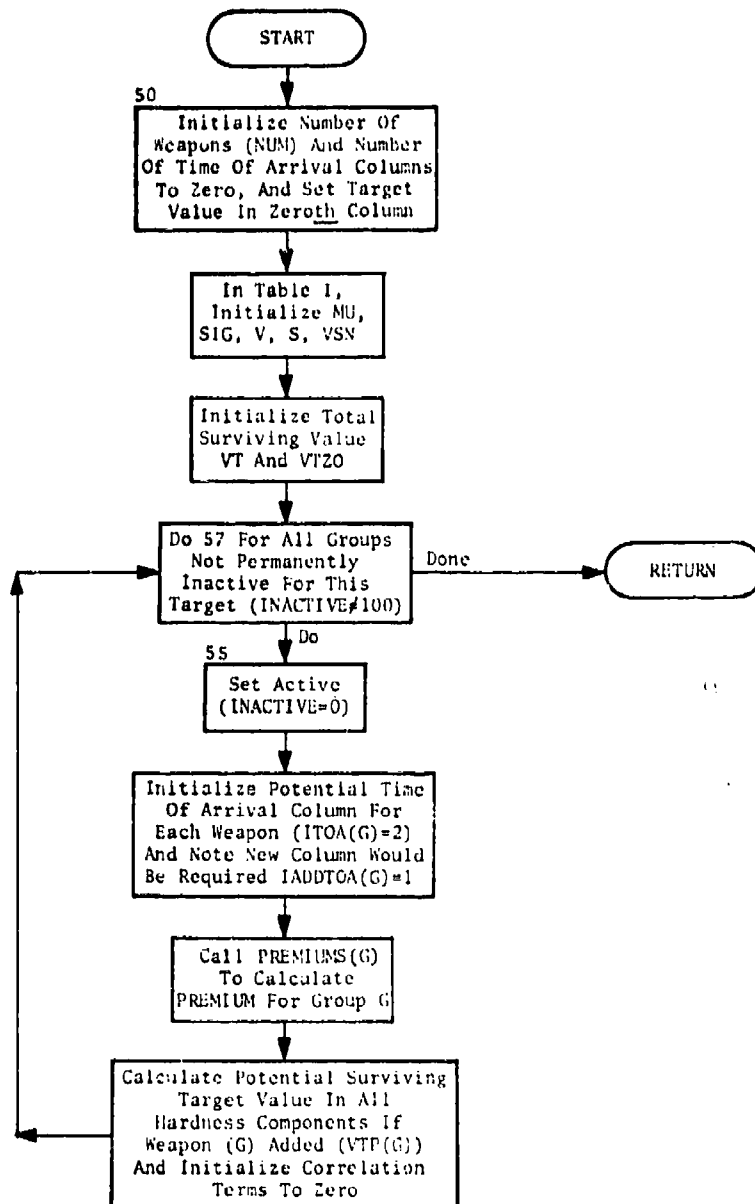 START
50
Initialize Number Of
Weapons (NUM) And Number
Of Time Of Arrival Columns
To Zero, And Set Target
Value In Zeroth Column
In Table I,
Initialize MU,
SIG, V, S, VSN
Initialize Total
Surviving Value
VT And VTZO
Do 57 For All Groups
Not Permanently
Inactive For This
Target (INACTIVE≠100)
Done
RETURN
Do
55
Set Active
(INACTIVE=0)
Initialize Potential Time
Of Arrival Column For
Each Weapon (ITOA(G)=2)
And Note New Column Would
Be Required IADDTOA(G)=1
Call PREMIUMS(G)
To Calculate
PREMIUM For Group G
Calculate Potential Surviving
Target Value In All
Hardness Components If
Weapon (G) Added (VTP(G))
And Initialize Correlation
Terms To Zero